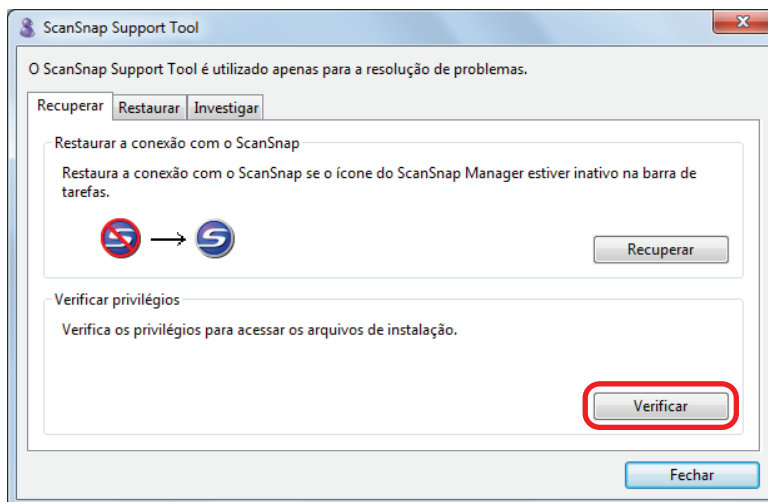 ScanSnap Support Tool
O ScanSnap Support Tool é utilizado apenas para a resolução de problemas.
Recuperar Restaurar Investigar
Restaurar a conexão com o ScanSnap
Restaura a conexão com o ScanSnap se o ícone do ScanSnap Manager estiver inativo na barra de
tarefas.
Recuperar
Verificar privilégios
Verifica os privilégios para acessar os arquivos de instalação.
Verificar
Fechar